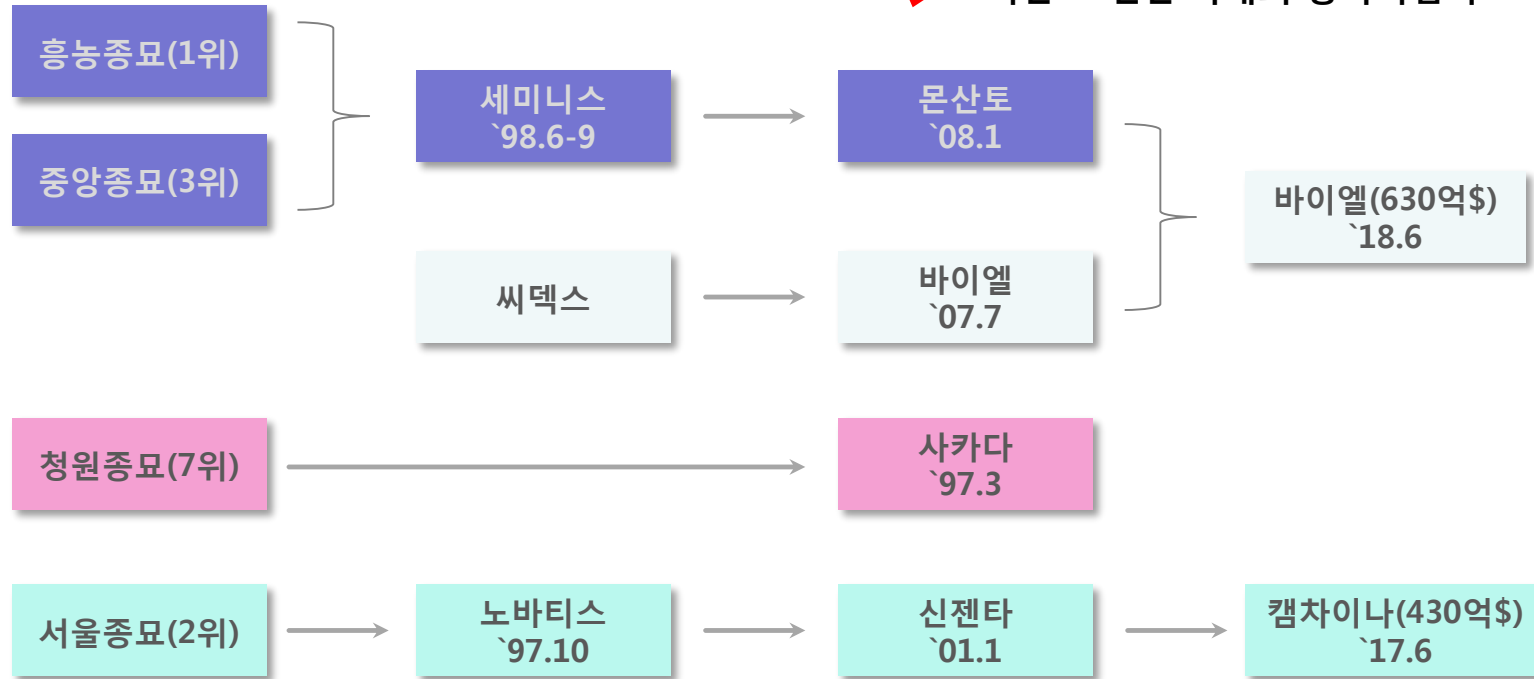 흥농종묘(1위)
세미니스
`98.6-9
몬산토
`08.1
중앙종묘(3위)
바이엘(630억$)
`18.6
씨덱스
바이엘
`07.7
청원종묘(7위)
사카다
`97.3
서울종묘(2위)
노바티스
`97.10
신젠타
`01.1
캠차이나(430억$)
`17.6